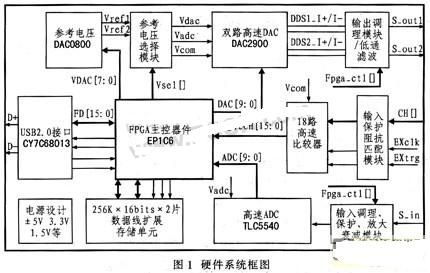 参考电压
DAC0800
Vref1
Vref2
参考
电压
选择
模块
Vdac
Vadc
Vcom
双路高速DAC
DAC2900
DDS1_I+/I-
DDS2_I+/I-
输出调
理模块
/低通
滤波
S_out1
S_out2
VDAC[7:0]
Vsel[]
DAC[9:0]
Vcom
Fpga_ctl[]
D+
D-
USB2.0接口
CY7C68013
FD[15:0]
FPGA主控器件
EP1C6
CH[15:0]
18路
高速
比较器
输入
保护
阻抗
匹配
模块
CH[]
EXclk
EXtrg
ADC[9:0]
Vadc
Fpga_ctl[]
电源设计
±5V 3.3V
1.5V等
256K×16bits×2片
数据线扩展
存储单元
高速ADC
TLC5540
输入调理、
保护、放大
S_in
图1 硬件系统框图